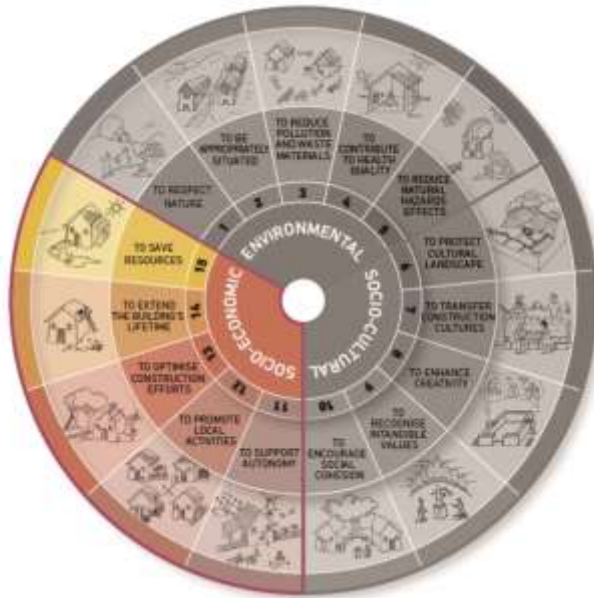 TO RESPECT
NATURE
TO BE
APPROPRIATELY
SITUATED
TO REDUCE
POLLUTION
AND WASTE
MATERIALS
TO
CONTRIBUTE
TO HEALTH
QUALITY
TO REDUCE
NATURAL
HAZARDS
EFFECTS
TO PROTECT
CULTURAL
LANDSCAPE
TO TRANSFER
CONSTRUCTION
CULTURES
TO ENHANCE
CREATIVITY
TO
RECOGNISE
INTANGIBLE
VALUES
TO
ENCOURAGE
SOCIAL
COHESION
TO SUPPORT
AUTONOMY
TO PROMOTE
LOCAL
ACTIVITIES
TO OPTIMISE
CONSTRUCTION
EFFORTS
TO EXTEND
THE BUILDING'S
LIFETIME
TO SAVE
RESOURCES
1
2
3
4
5
6
7
8
9
10
11
12
13
14
15
ENVIRONMENTAL
SOCIO-CULTURAL
SOCIO-ECONOMIC